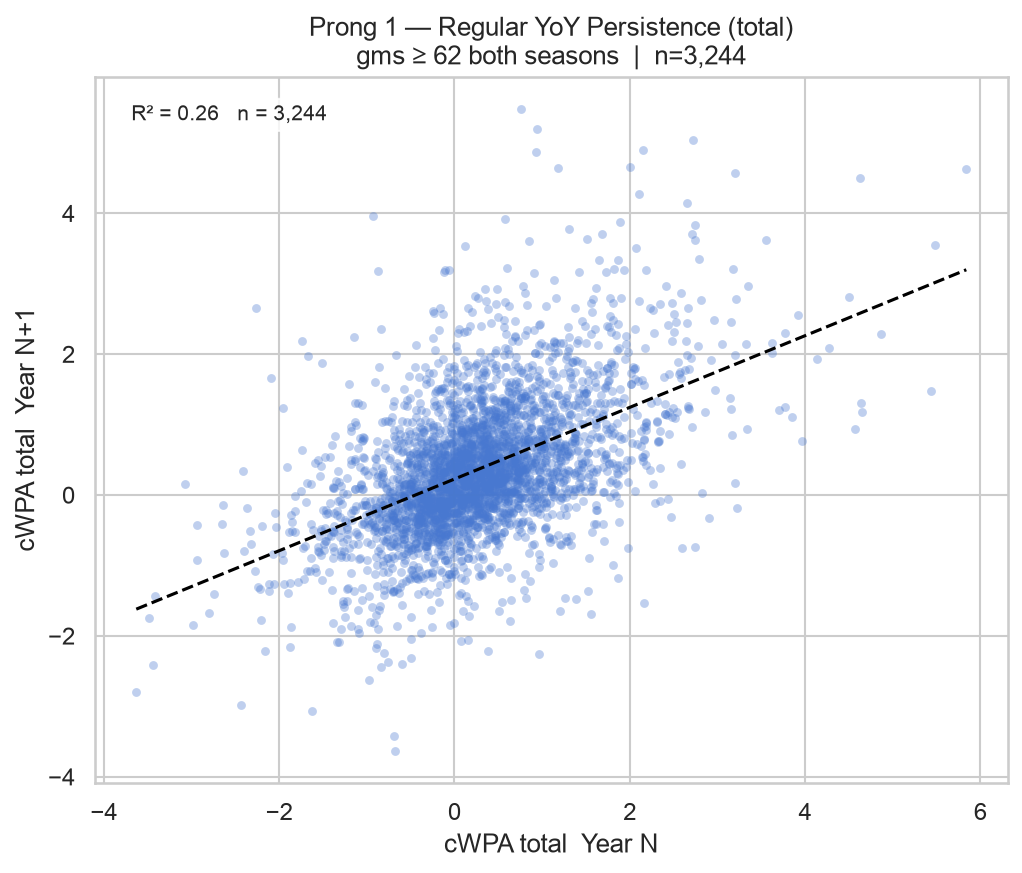 Prong 1 — Regular YoY Persistence (total)
gms ≥ 62 both seasons | n=3,244
R² = 0.26 n = 3,244
4
2
0
−2
−4
cWPA total Year N+1
−4 −2 0 2 4 6
cWPA total Year N